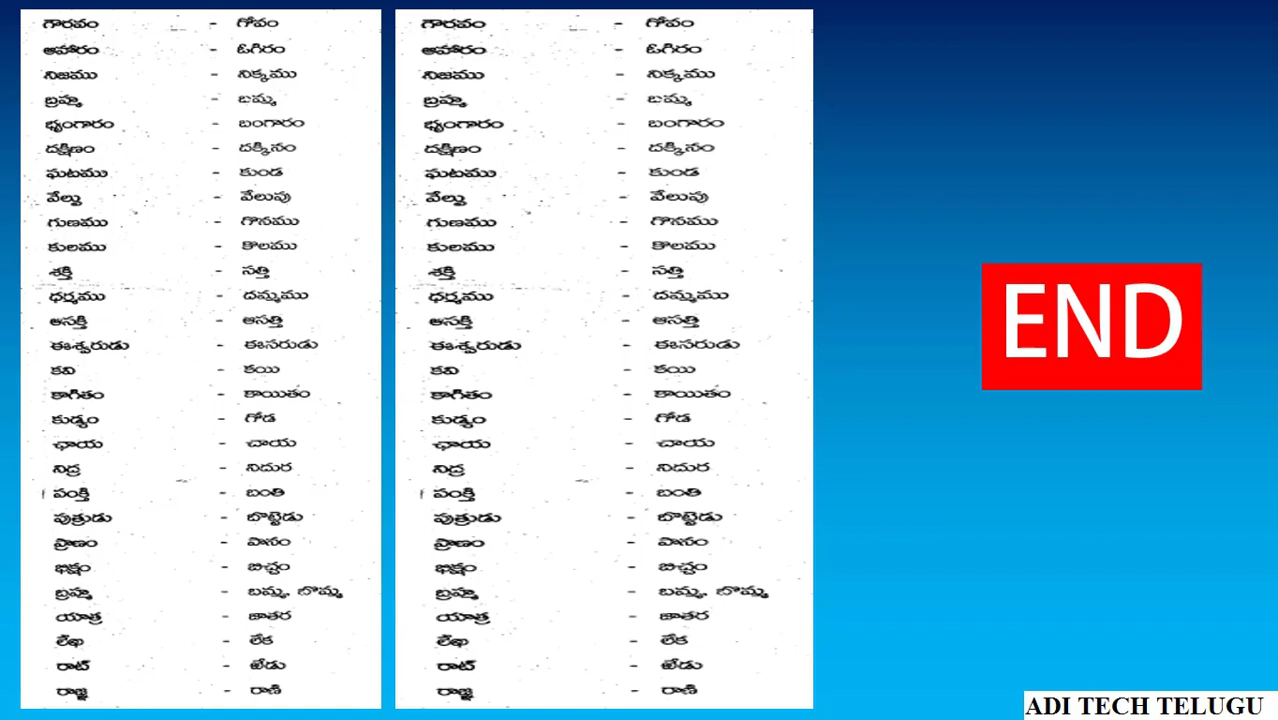 గౌరవం - గోవం
ఆహారం - ఓగిరం
నిజము - నిక్కము
బ్రహ్మ - బమ్మ
భృంగారం - బంగారం
దక్షిణం - దక్కినం
ఘటము - కుండ
వేల్పు - వేలుపు
గుణము - గొనము
కులము - కొలము
శక్తి - సత్తి
ధర్మము - దమ్మము
ఆసక్తి - ఆసత్తి
ఈశ్వరుడు - ఈసరుడు
కవి - కయి
కాగితం - కాయితం
కుడ్యం - గోడ
ఛాయ - చాయ
నిద్ర - నిదుర
పంక్తి - బంతి
పుత్రుడు - బొట్టెడు
ప్రాణం - పానం
భిక్షం - బిచ్చం
బ్రహ్మ - బమ్మ, బొమ్మ
యాత్ర - జాతర
లేఖ - లేక
రాట్ - ఱేడు
రాజ్ఞి - రాణి
గౌరవం - గోవం
ఆహారం - ఓగిరం
నిజము - నిక్కము
బ్రహ్మ - బమ్మ
భృంగారం - బంగారం
దక్షిణం - దక్కినం
ఘటము - కుండ
వేల్పు - వేలుపు
గుణము - గొనము
కులము - కొలము
శక్తి - సత్తి
ధర్మము - దమ్మము
ఆసక్తి - ఆసత్తి
ఈశ్వరుడు - ఈసరుడు
కవి - కయి
కాగితం - కాయితం
కుడ్యం - గోడ
ఛాయ - చాయ
నిద్ర - నిదుర
పంక్తి - బంతి
పుత్రుడు - బొట్టెడు
ప్రాణం - పానం
భిక్షం - బిచ్చం
బ్రహ్మ - బమ్మ, బొమ్మ
యాత్ర - జాతర
లేఖ - లేక
రాట్ - ఱేడు
రాజ్ఞి - రాణి
END
ADI TECH TELUGU